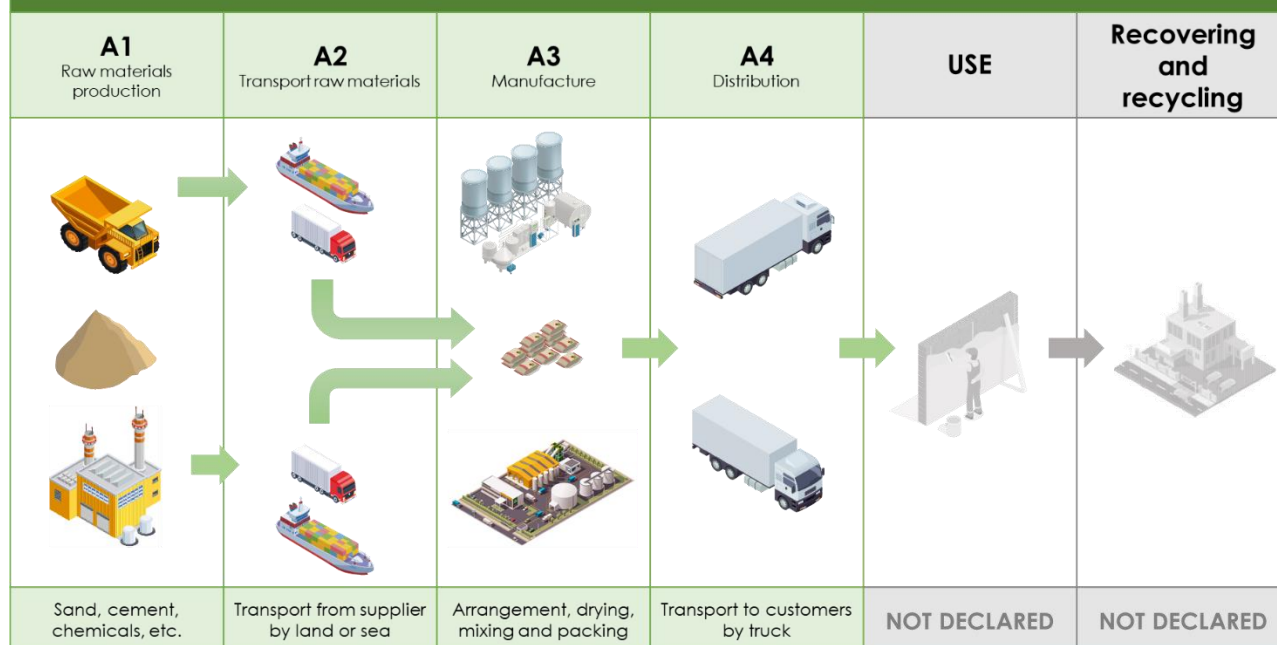 A1
Raw materials
production
A2
Transport raw materials
A3
Manufacture
A4
Distribution
USE
Recovering
and
recycling
Sand, cement,
chemicals, etc.
Transport from supplier
by land or sea
Arrangement, drying,
mixing and packing
Transport to customers
by truck
NOT DECLARED
NOT DECLARED